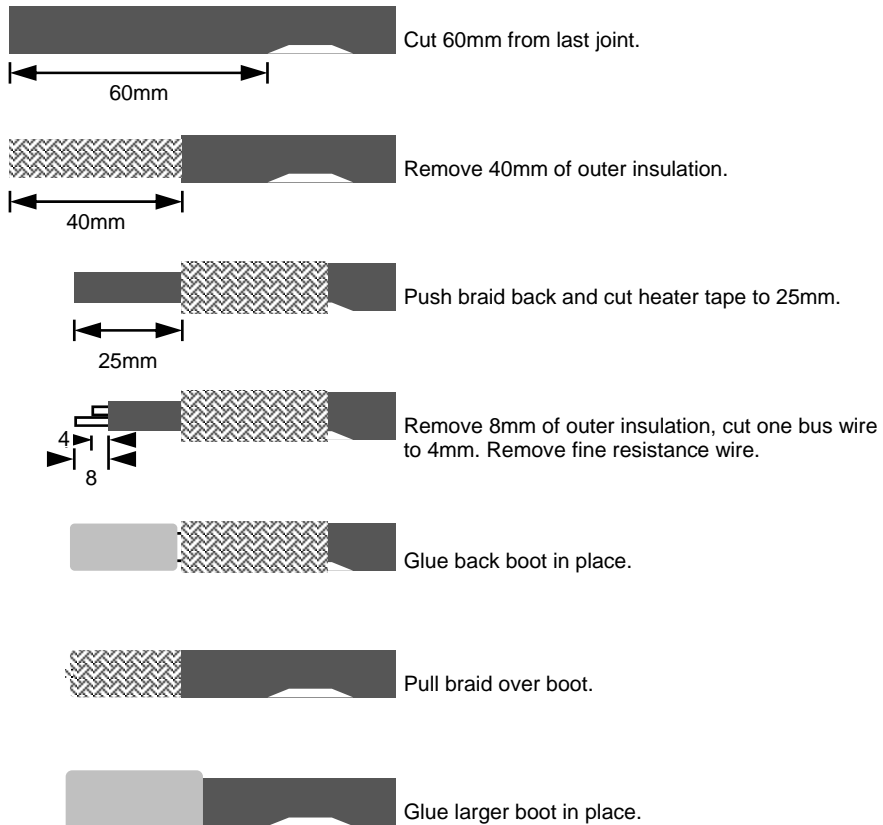 Cut 60mm from last joint.
60mm
Remove 40mm of outer insulation.
40mm
Push braid back and cut heater tape to 25mm.
25mm
Remove 8mm of outer insulation, cut one bus wire
to 4mm. Remove fine resistance wire.
4
8
Glue back boot in place.
Pull braid over boot.
Glue larger boot in place.